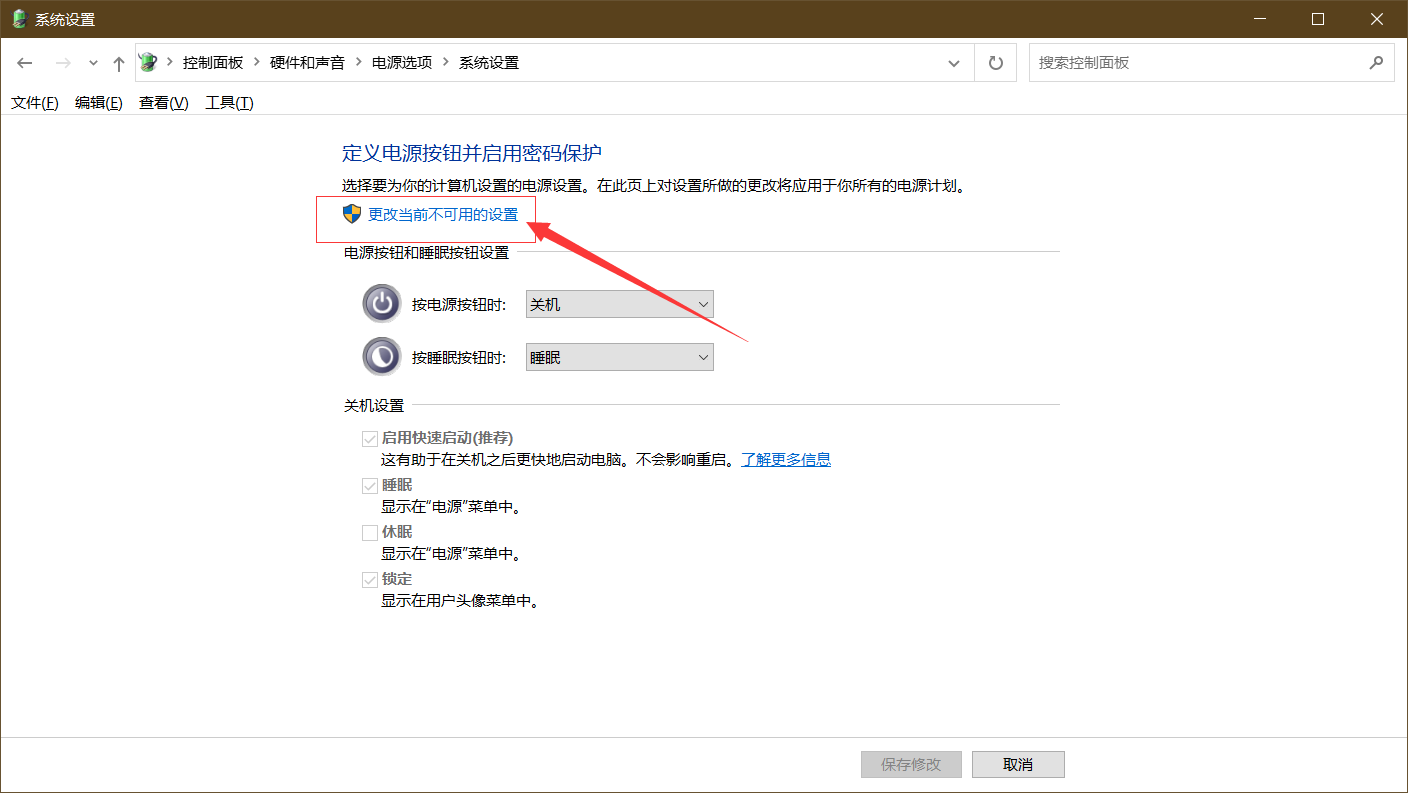 系统设置
控制面板 > 硬件和声音 > 电源选项 > 系统设置
搜索控制面板
文件(F) 编辑(E) 查看(V) 工具(T)
定义电源按钮并启用密码保护
选择要为你的计算机设置的电源设置。在此页上对设置所做的更改将应用于你所有的电源计划。
更改当前不可用的设置
电源按钮和睡眠按钮设置
按电源按钮时: 关机
按睡眠按钮时: 睡眠
关机设置
启用快速启动(推荐)
这有助于在关机之后更快地启动电脑。不会影响重启。了解更多信息
睡眠
显示在“电源”菜单中。
休眠
显示在“电源”菜单中。
锁定
显示在用户头像菜单中。
保存修改 取消